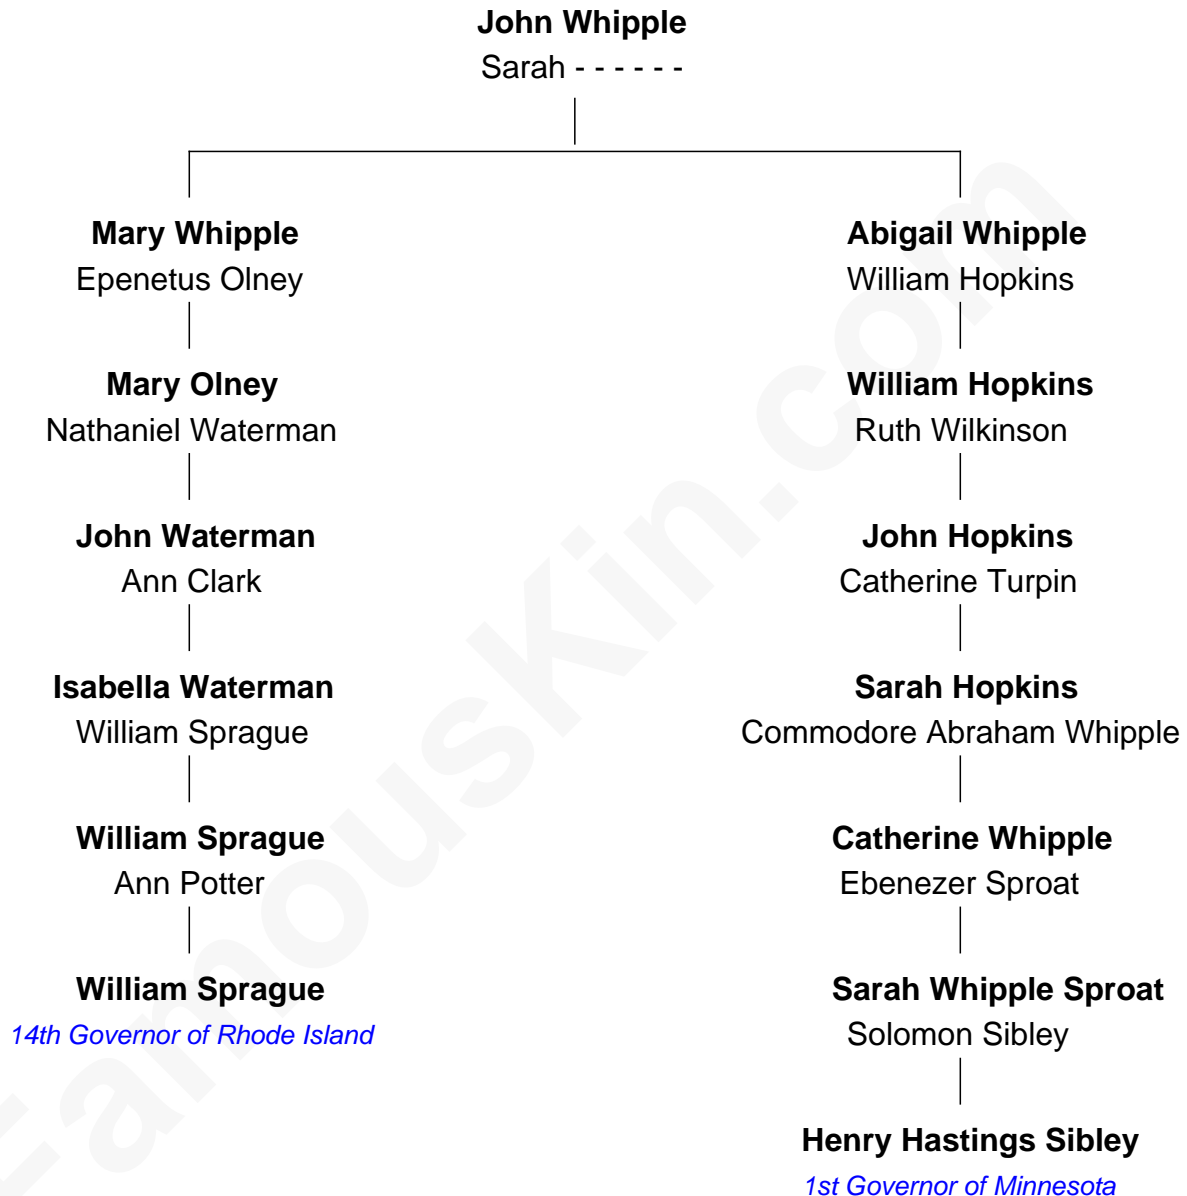 John Whipple
Sarah - - - - - -
Mary Whipple
Epenetus Olney
Abigail Whipple
William Hopkins
Mary Olney
Nathaniel Waterman
William Hopkins
Ruth Wilkinson
John Waterman
Ann Clark
John Hopkins
Catherine Turpin
Isabella Waterman
William Sprague
Sarah Hopkins
Commodore Abraham Whipple
William Sprague
Ann Potter
Catherine Whipple
Ebenezer Sproat
William Sprague
14th Governor of Rhode Island
Sarah Whipple Sproat
Solomon Sibley
Henry Hastings Sibley
1st Governor of Minnesota
FamousKin.com